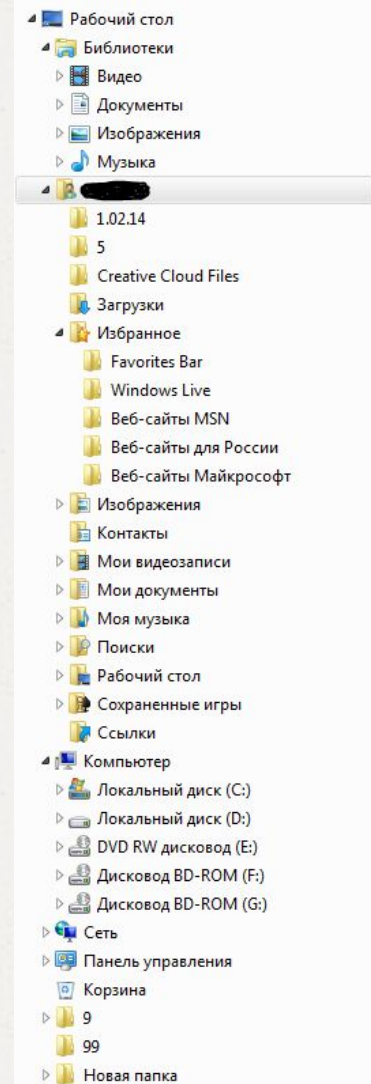 Рабочий стол
Библиотеки
Видео
Документы
Изображения
Музыка
1.02.14
5
Creative Cloud Files
Загрузки
Избранное
Favorites Bar
Windows Live
Веб-сайты MSN
Веб-сайты для России
Веб-сайты Майкрософт
Изображения
Контакты
Мои видеозаписи
Мои документы
Моя музыка
Поиски
Рабочий стол
Сохраненные игры
Ссылки
Компьютер
Локальный диск (C:)
Локальный диск (D:)
DVD RW дисковод (E:)
Дисковод BD-ROM (F:)
Дисковод BD-ROM (G:)
Сеть
Панель управления
Корзина
9
99
Новая папка